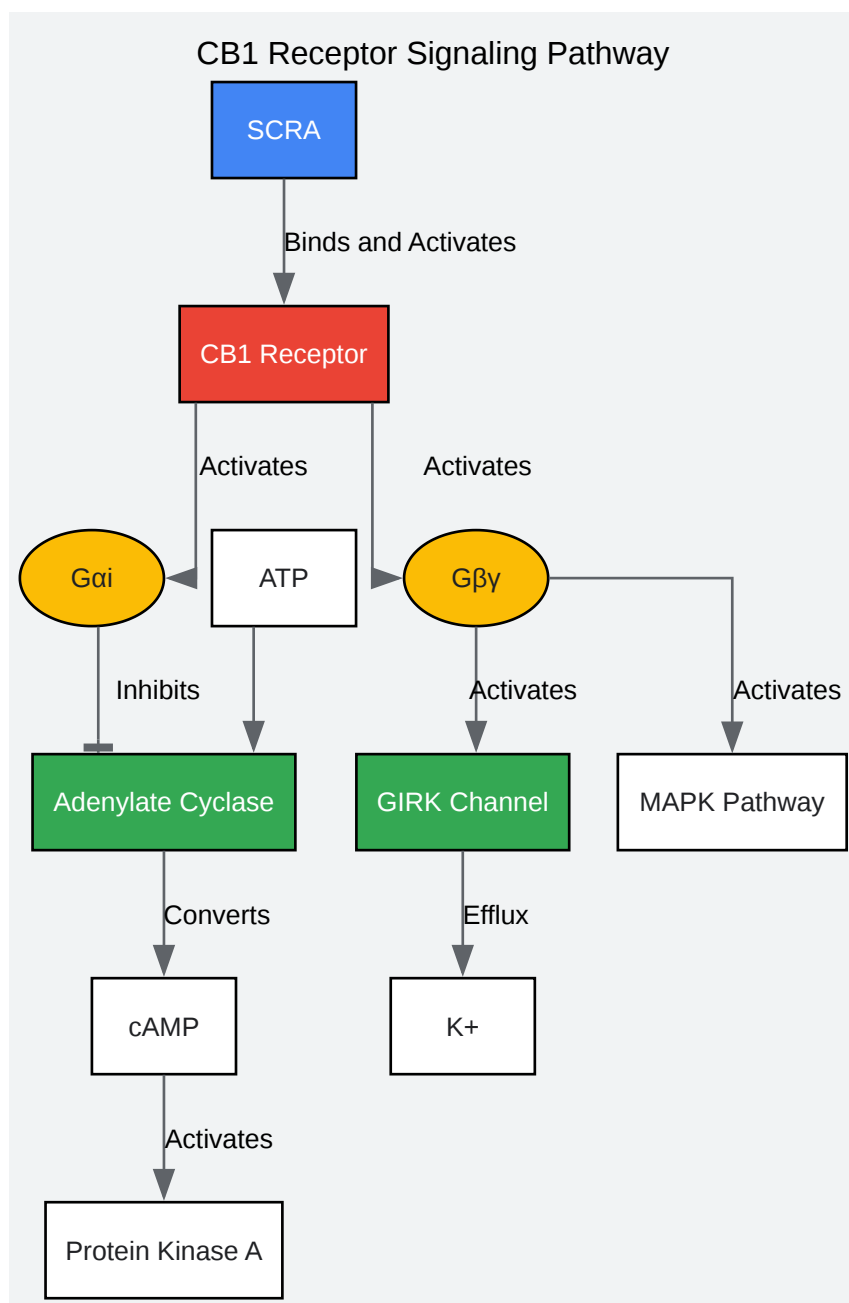 CB1 Receptor Signaling Pathway
SCRA
Binds and Activates
CB1 Receptor
Activates
Activates
Gαi
ATP
Gβγ
Inhibits
Activates
Activates
Adenylate Cyclase
GIRK Channel
MAPK Pathway
Converts
Efflux
cAMP
K+
Activates
Protein Kinase A